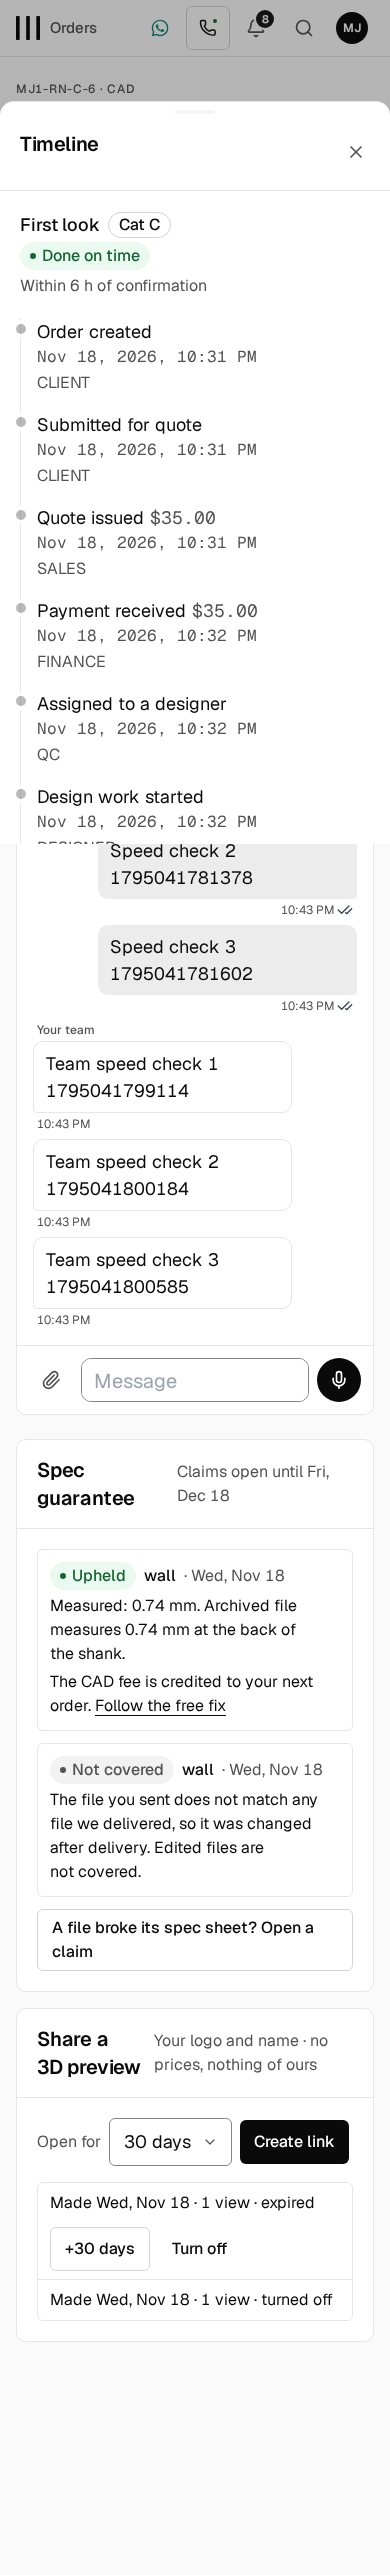 Orders
8
MJ
MJ1-RN-C-6 · CAD
Timeline
First look Cat C
Done on time
Within 6 h of confirmation
Order created
Nov 18, 2026, 10:31 PM
CLIENT
Submitted for quote
Nov 18, 2026, 10:31 PM
CLIENT
Quote issued $35.00
Nov 18, 2026, 10:31 PM
SALES
Payment received $35.00
Nov 18, 2026, 10:32 PM
FINANCE
Assigned to a designer
Nov 18, 2026, 10:32 PM
QC
Design work started
Nov 18, 2026, 10:32 PM
DESIGNER
Speed check 2
1795041781378
10:43 PM
Speed check 3
1795041781602
10:43 PM
Your team
Team speed check 1
1795041799114
10:43 PM
Team speed check 2
1795041800184
10:43 PM
Team speed check 3
1795041800585
10:43 PM
Message
Spec
guarantee
Claims open until Fri,
Dec 18
Upheld wall · Wed, Nov 18
Measured: 0.74 mm. Archived file
measures 0.74 mm at the back of
the shank.
The CAD fee is credited to your next
order. Follow the free fix
Not covered wall · Wed, Nov 18
The file you sent does not match any
file we delivered, so it was changed
after delivery. Edited files are
not covered.
A file broke its spec sheet? Open a
claim
Share a
3D preview
Your logo and name · no
prices, nothing of ours
Open for 30 days Create link
Made Wed, Nov 18 · 1 view · expired
+30 days Turn off
Made Wed, Nov 18 · 1 view · turned off